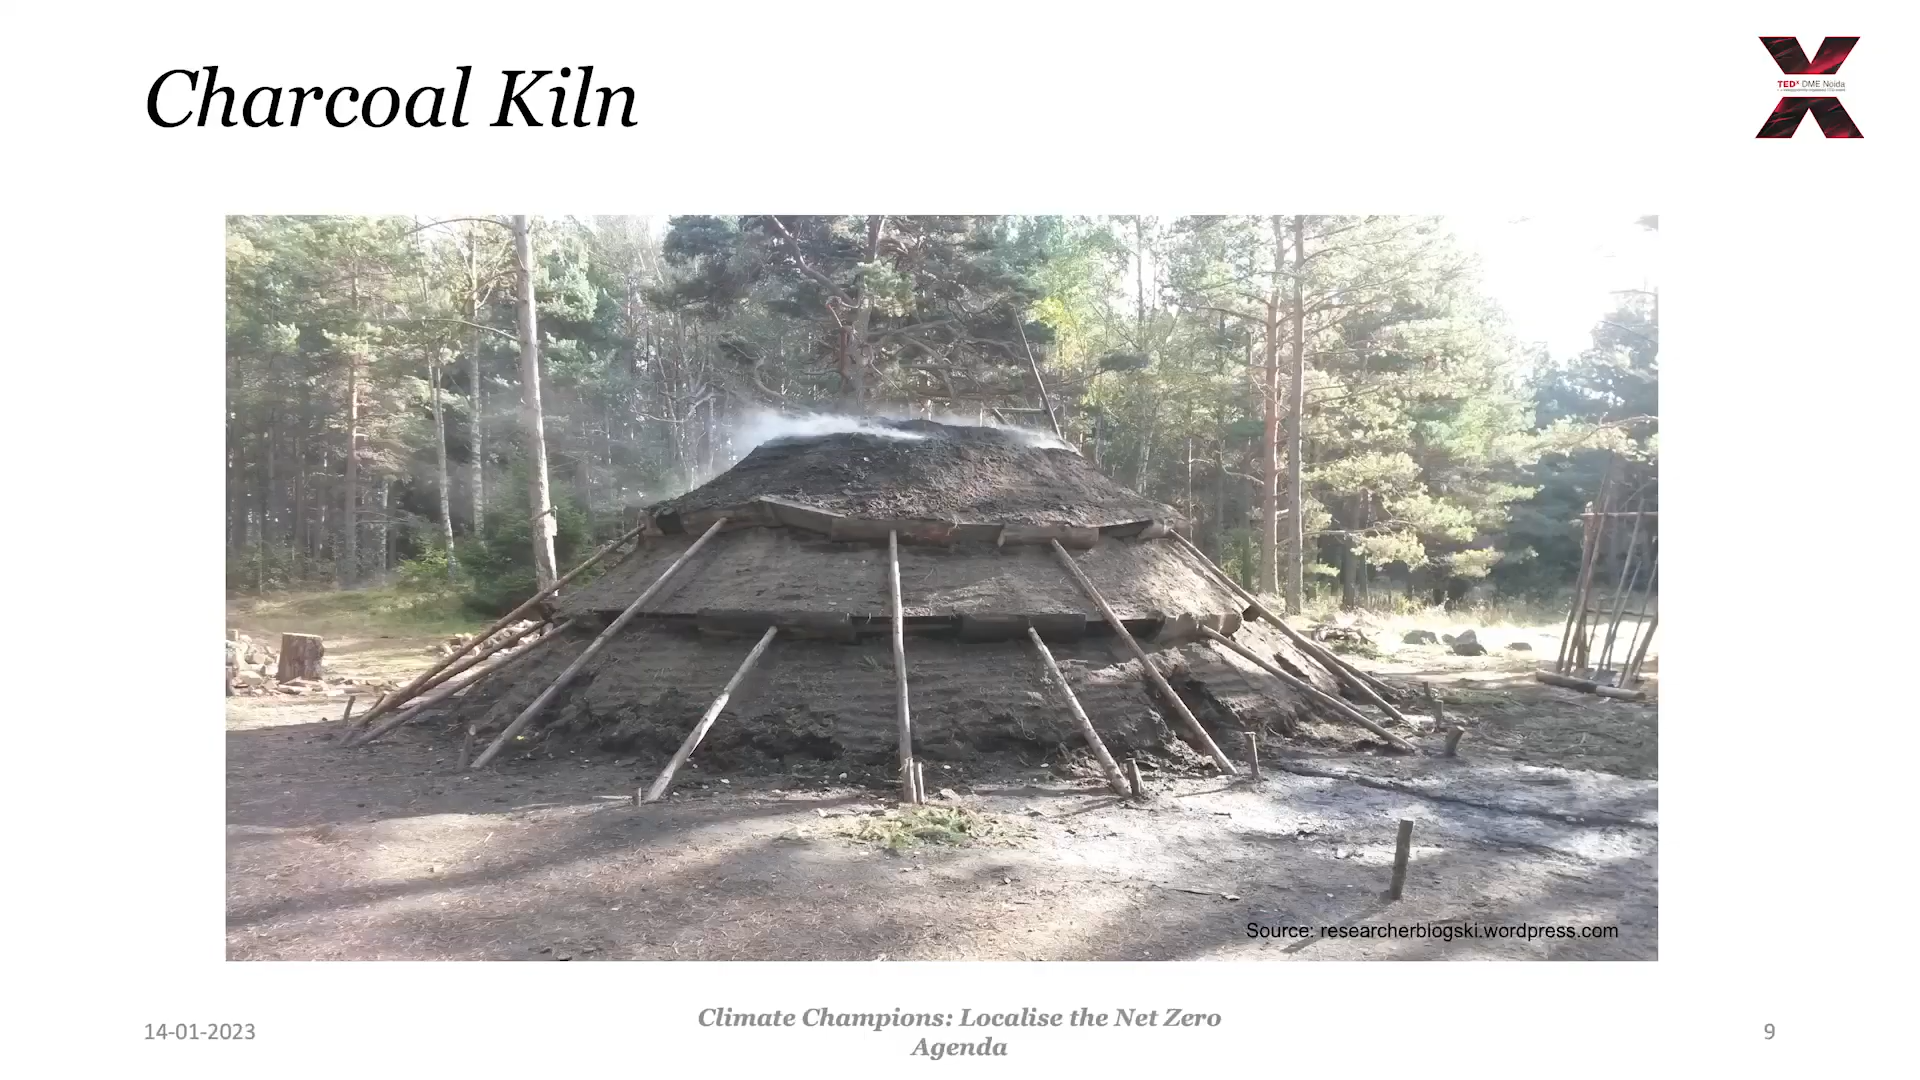 Charcoal Kiln
TEDx DME Noida
Source: researcherblogski.wordpress.com
14-01-2023
Climate Champions: Localise the Net Zero
Agenda
9